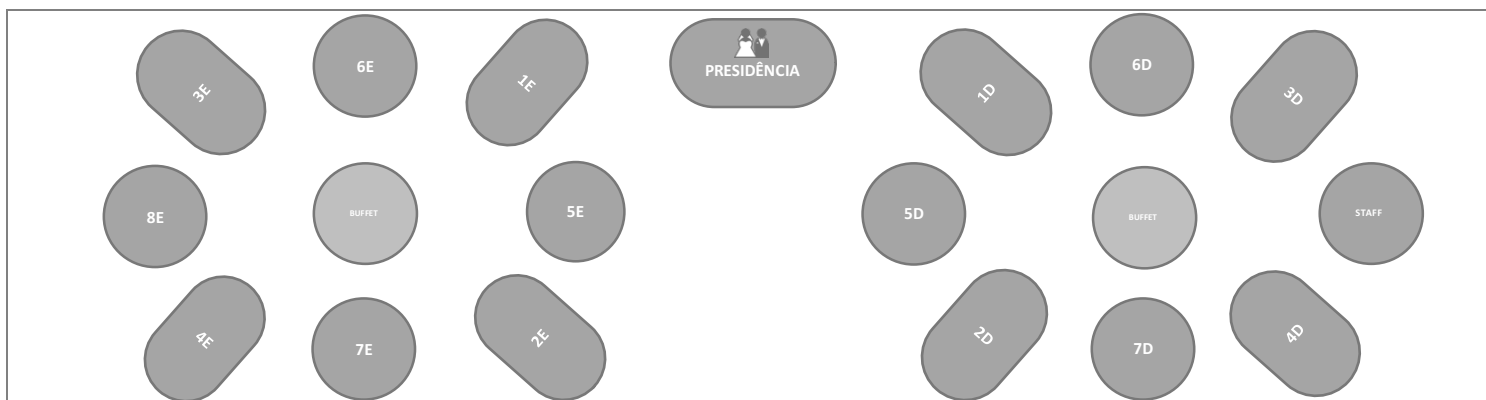 3E
6E
1E
PRESIDÊNCIA
1D
6D
3D
8E
BUFFET
5E
5D
BUFFET
STAFF
4E
7E
2E
2D
7D
4D